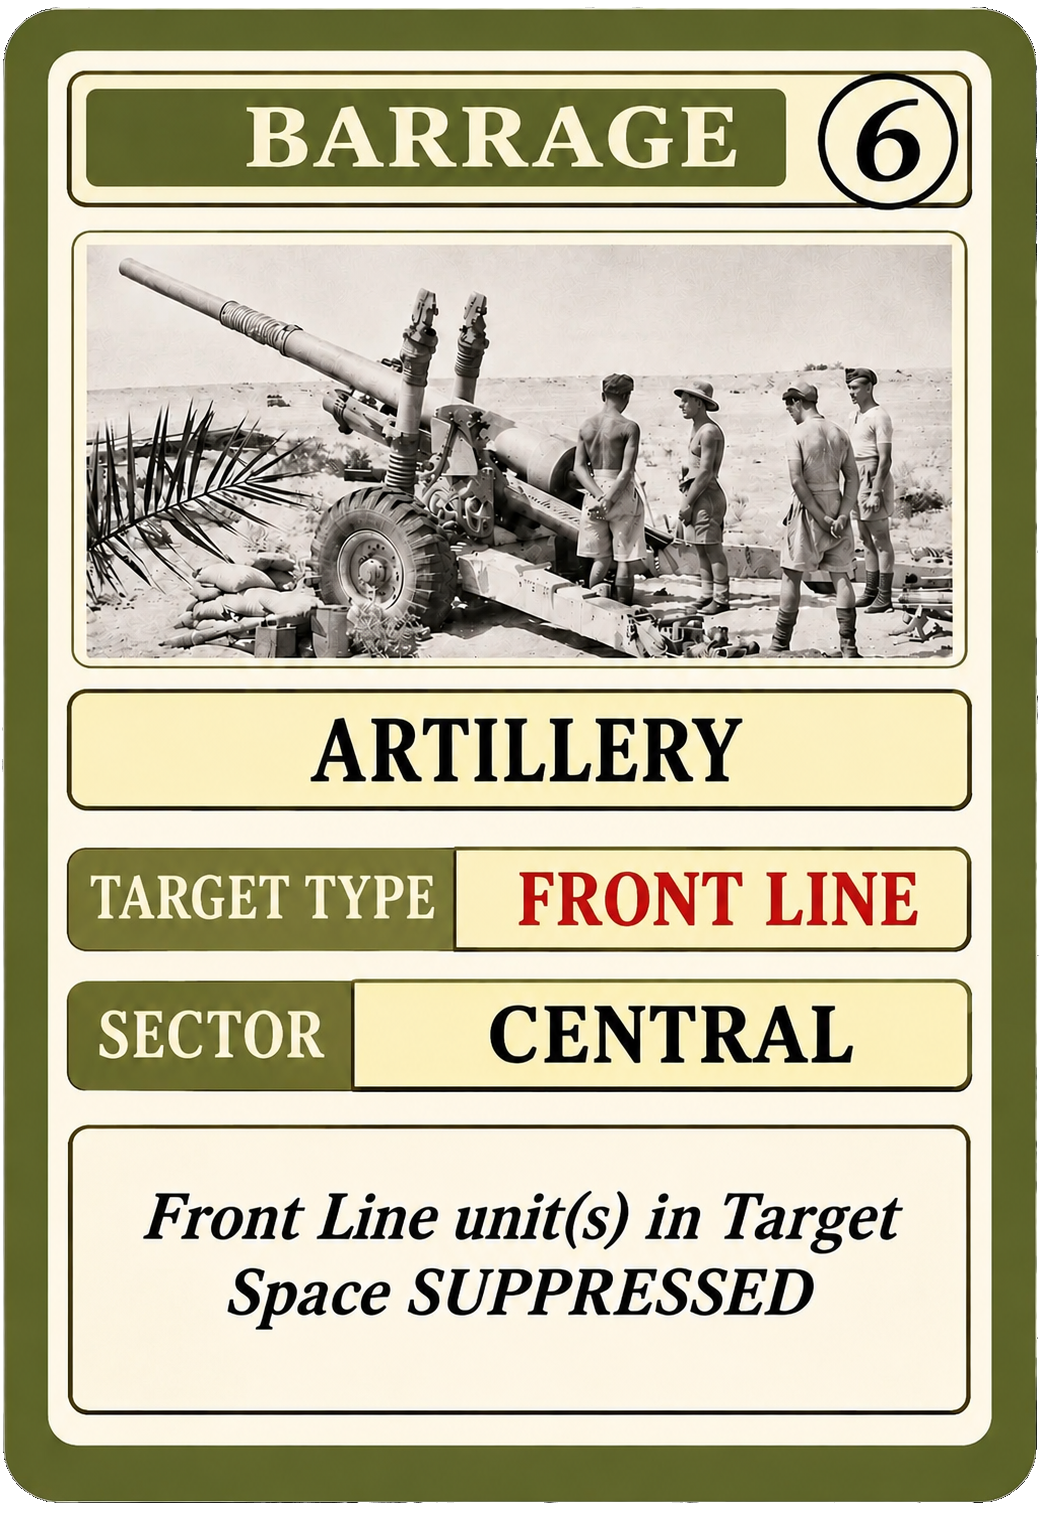 BARRAGE 6
ARTILLERY
TARGET TYPE FRONT LINE
SECTOR CENTRAL
Front Line unit(s) in Target
Space SUPPRESSED